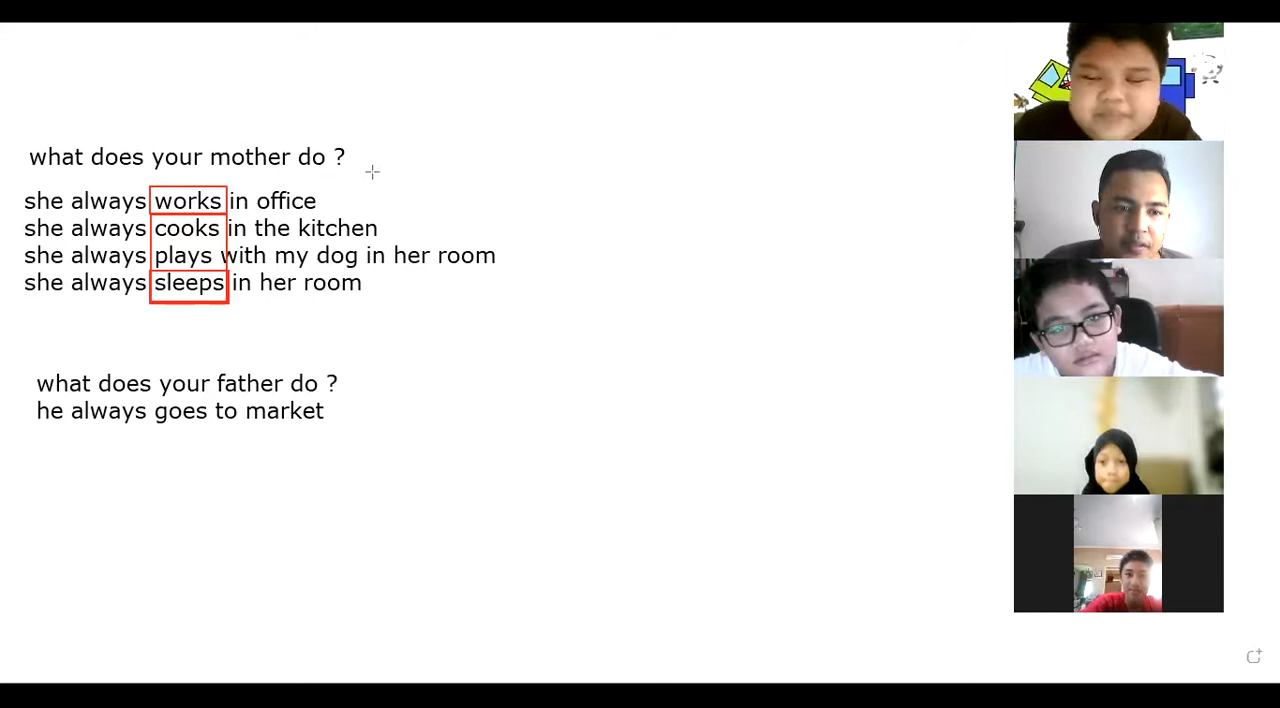 what does your mother do ?
she always works in office
she always cooks in the kitchen
she always plays with my dog in her room
she always sleeps in her room
what does your father do ?
he always goes to market